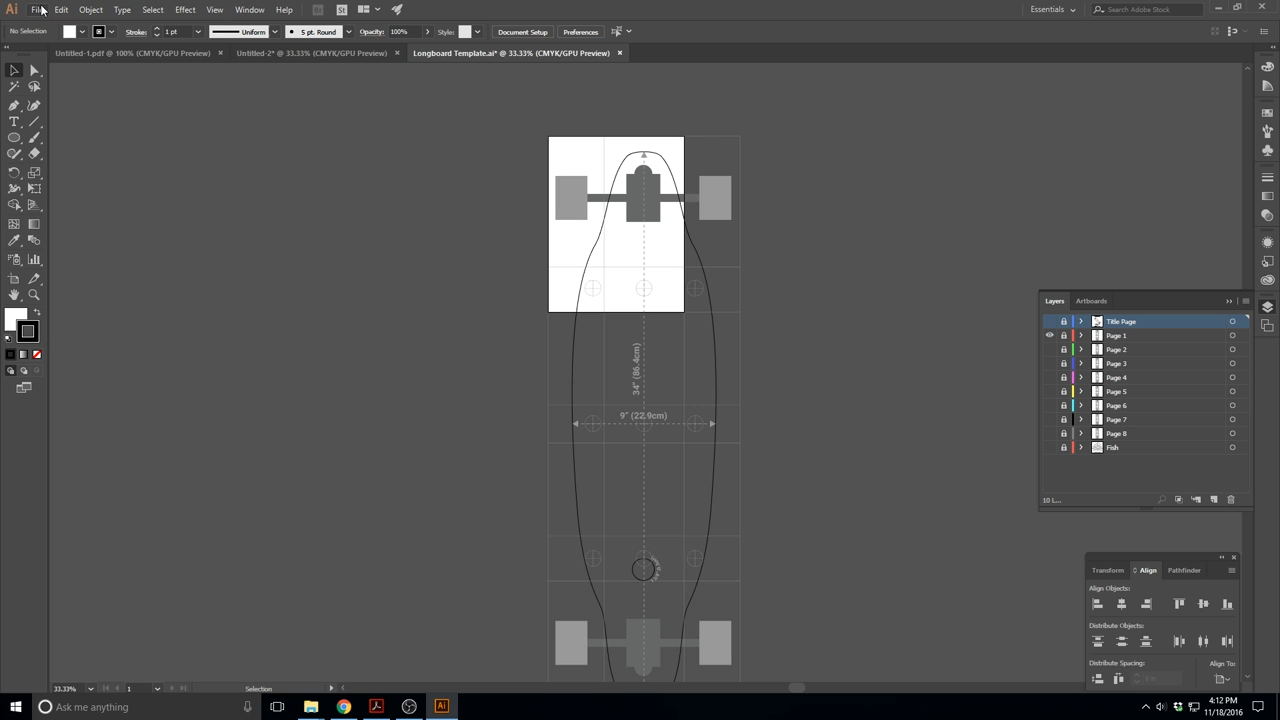 Ai File Edit Object Type Select Effect View Window Help Br St Essentials Search Adobe Stock
No Selection Stroke: 1 pt Uniform 5 pt. Round Opacity: 100% Style: Document Setup Preferences
Untitled-1.pdf @ 100% (CMYK/GPU Preview) × Untitled-2* @ 33.33% (CMYK/GPU Preview) × Longboard Template.ai* @ 33.33% (CMYK/GPU Preview) ×
34" (86.4cm)
9" (22.9cm)
Layers Artboards
Title Page
Page 1
Page 2
Page 3
Page 4
Page 5
Page 6
Page 7
Page 8
Fish
10 L...
Transform Align Pathfinder
Align Objects:
Distribute Objects:
Distribute Spacing: Align To:
33.33% 1 Selection
Ask me anything
Ai
4:12 PM
11/18/2016